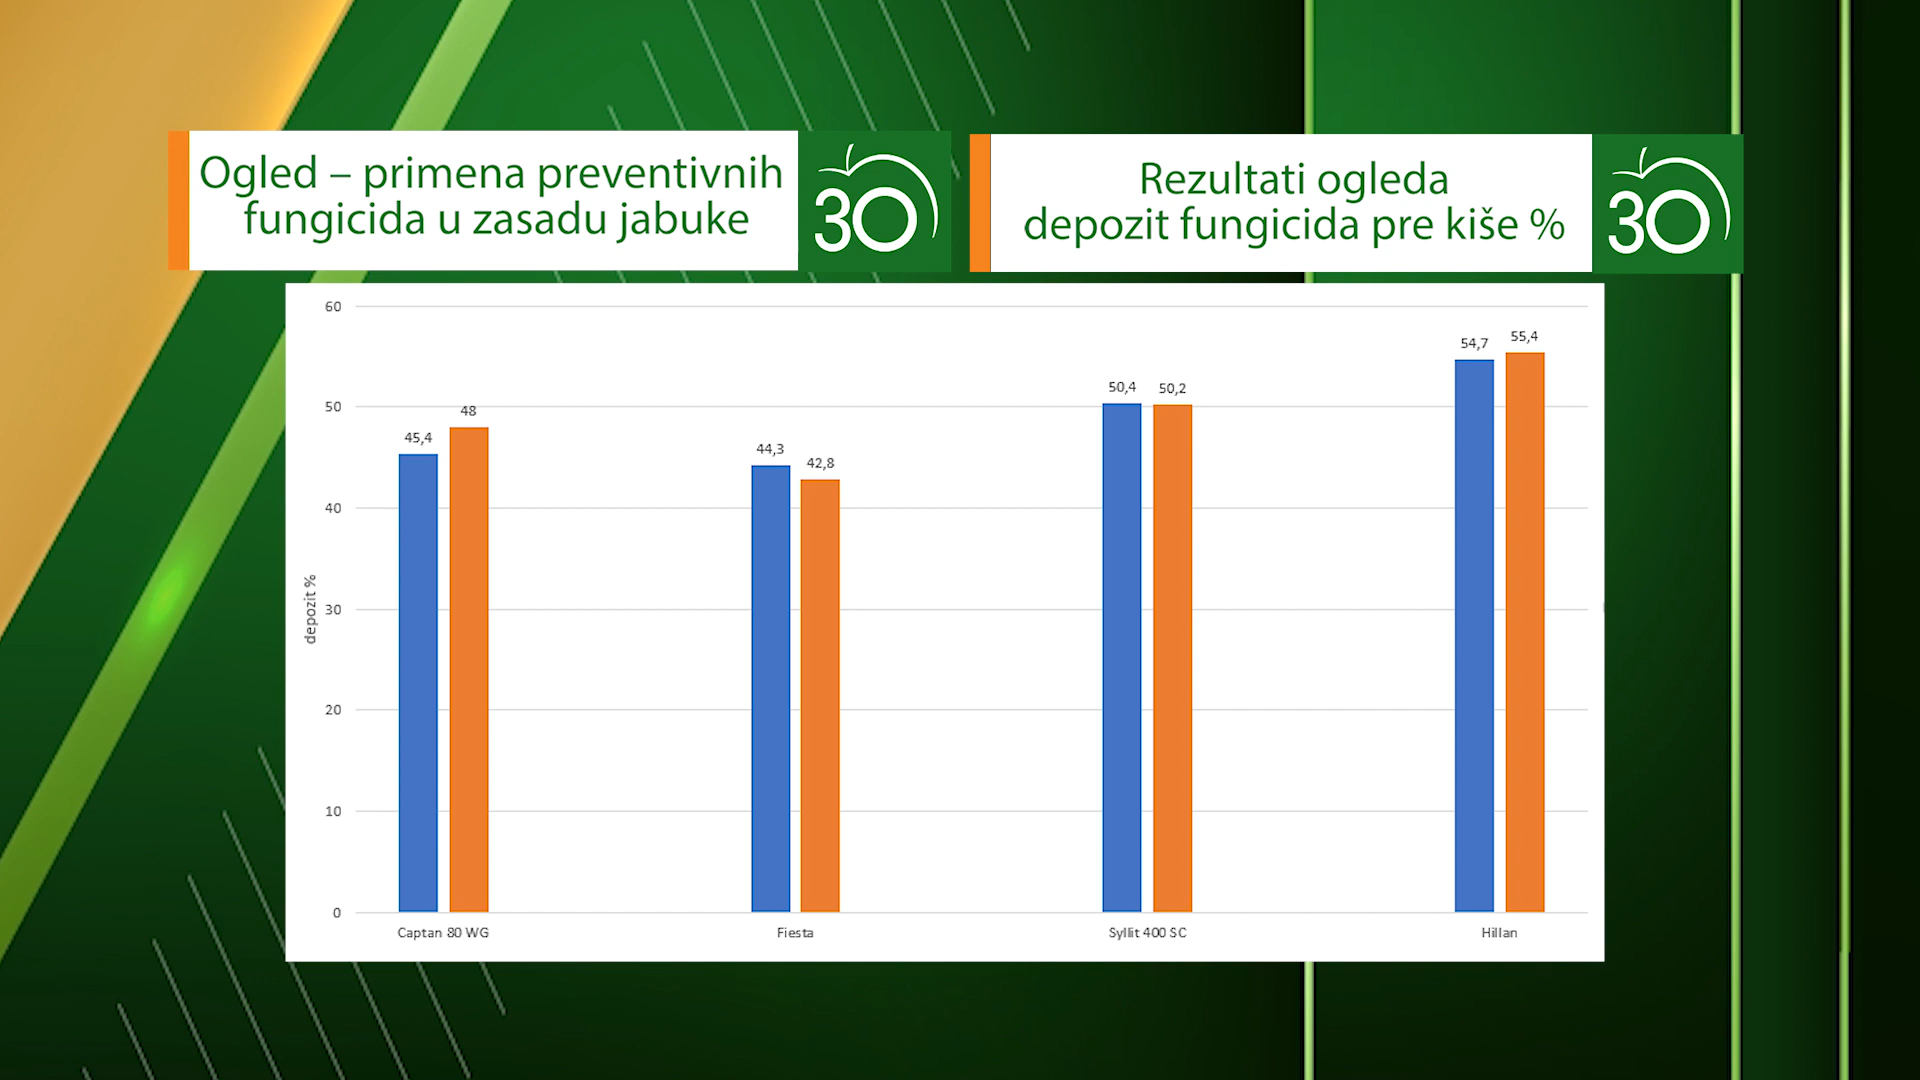 Ogled – primena preventivnih
fungicida u zasadu jabuke
30
Rezultati ogleda
depozit fungicida pre kiše %
30
60
50
40
30
20
10
0
depozit %
45,4
48
44,3
42,8
50,4
50,2
54,7
55,4
Captan 80 WG
Fiesta
Syllit 400 SC
Hillan